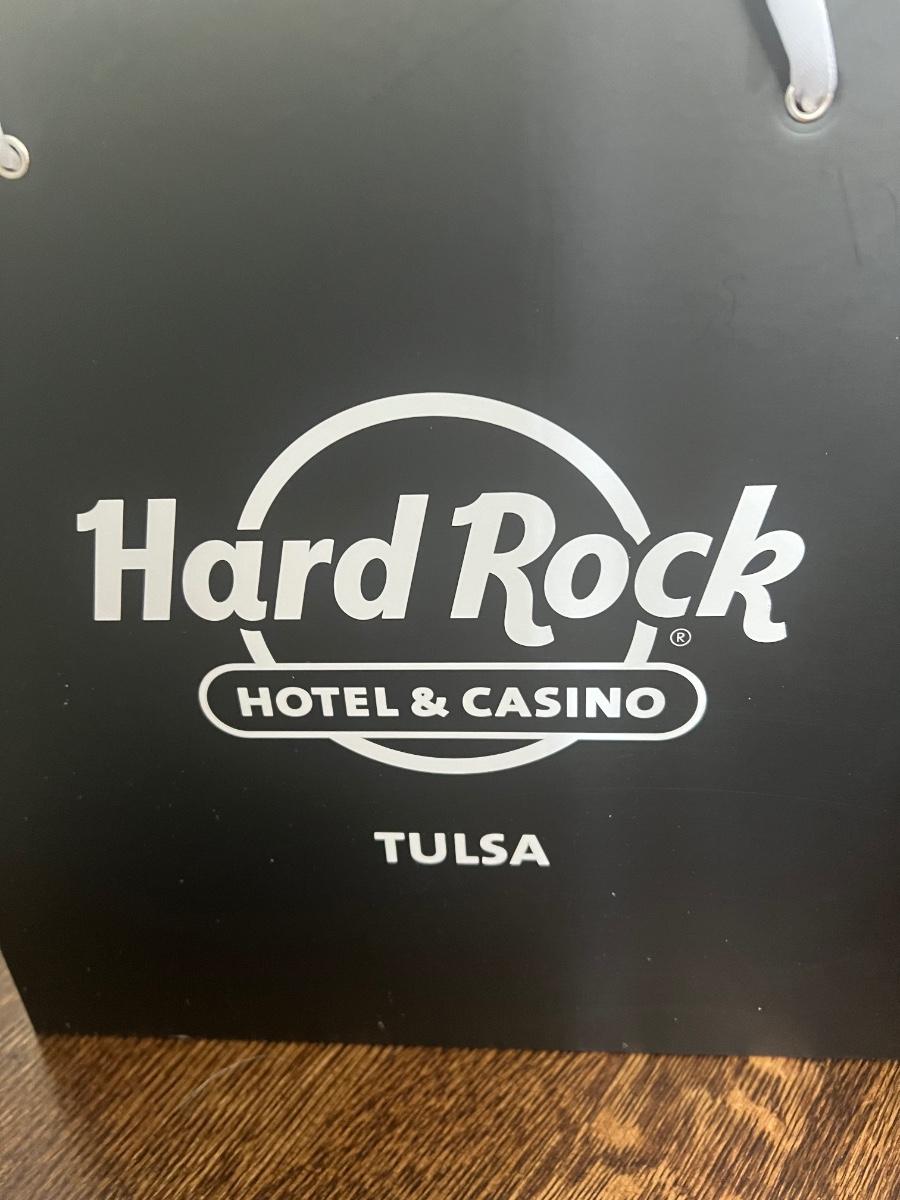 Hard Rock
®
HOTEL & CASINO
TULSA